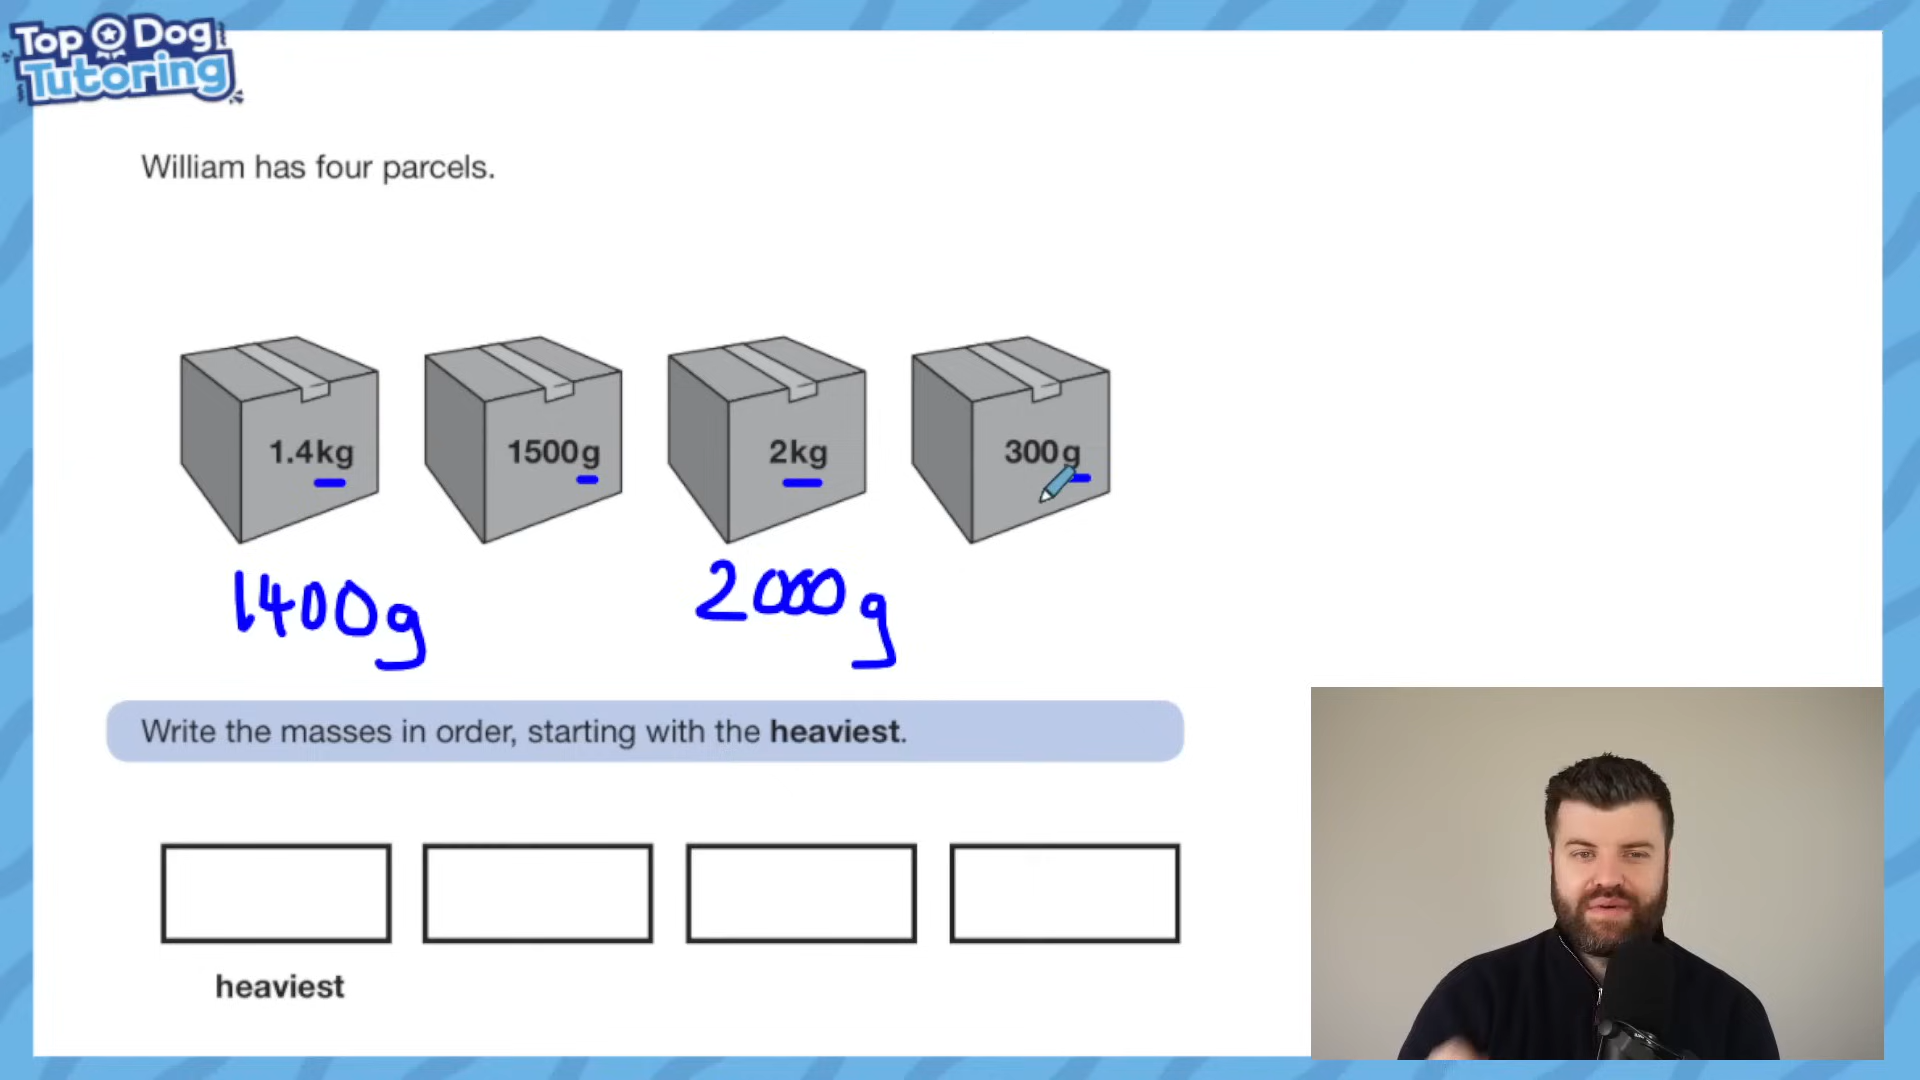 Top Dog
Tutoring
William has four parcels.
1.4kg 1500g 2kg 300g
1400g 2000g
Write the masses in order, starting with the heaviest.
heaviest